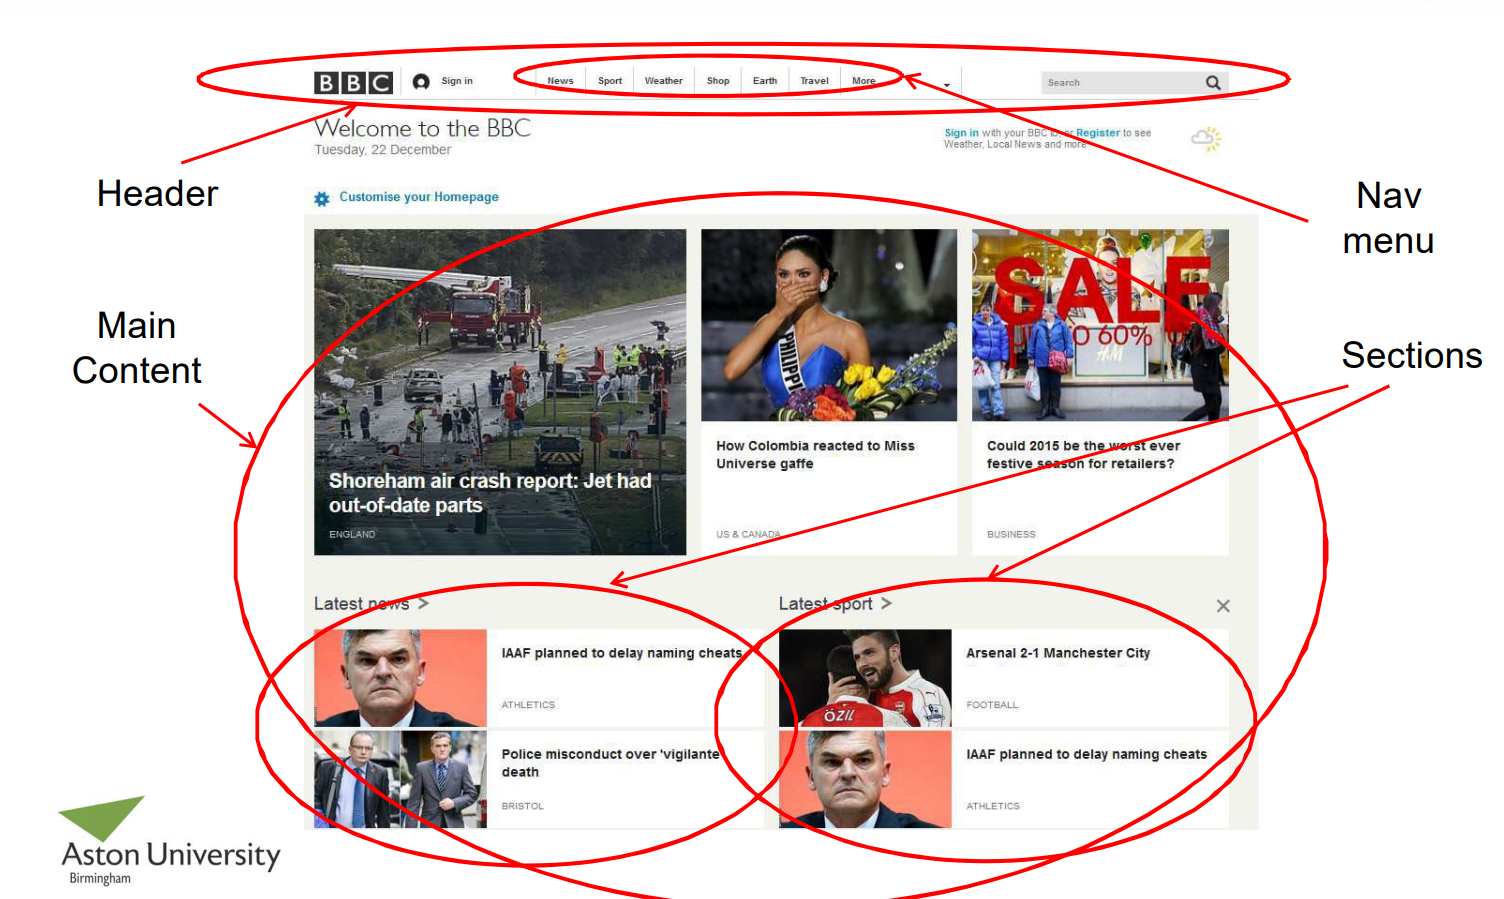 BBC
Sign in
News
Sport
Weather
Shop
Earth
Travel
More
Search
Welcome to the BBC
Tuesday, 22 December
Sign in with your BBC iD, or Register to see
Weather, Local News and more
Header
Nav
menu
Customise your Homepage
Main
Content
Sections
SALE
O 60%
H&M
PHILIPPI
Shoreham air crash report: Jet had
out-of-date parts
ENGLAND
How Colombia reacted to Miss
Universe gaffe
US & CANADA
Could 2015 be the worst ever
festive season for retailers?
BUSINESS
Latest news >
IAAF planned to delay naming cheats
ATHLETICS
Police misconduct over 'vigilante'
death
BRISTOL
Latest sport >
ÖZIL
Arsenal 2-1 Manchester City
FOOTBALL
IAAF planned to delay naming cheats
ATHLETICS
Aston University
Birmingham